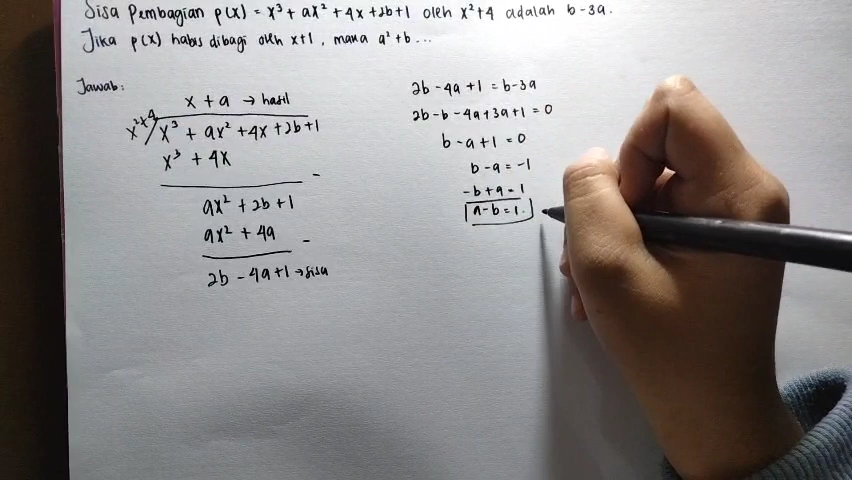 Sisa Pembagian p(x) = x³ + ax² + 4x + 2b+1 oleh x²+4 adalah b-3a.
Jika p(x) habis dibagi oleh x+1, maka a²+b...
Jawab:
x + a → hasil
x²+4 / x³ + ax² + 4x + 2b+1
x³ + 4x
-
ax² + 2b+1
ax² + 4a
-
2b - 4a+1 → sisa
2b - 4a + 1 = b-3a
2b - b - 4a + 3a + 1 = 0
b - a + 1 = 0
b - a = -1
-b + a = 1
a - b = 1.